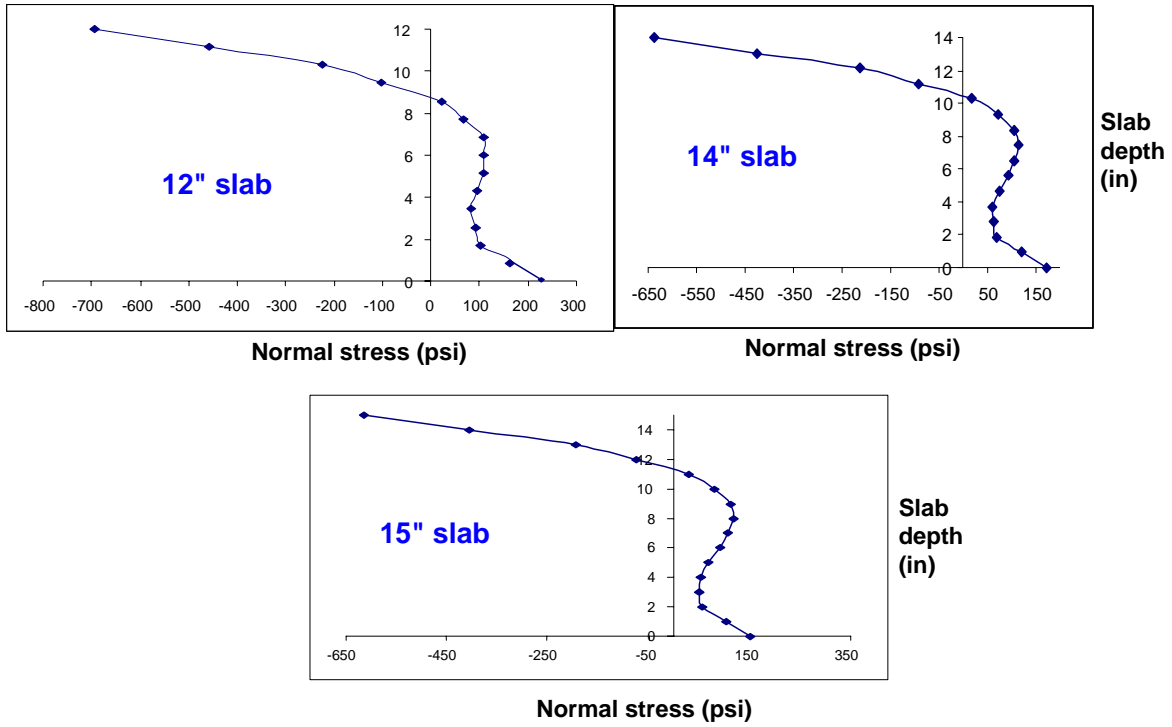 12
10
8
6
4
2
0
12" slab
-800 -700 -600 -500 -400 -300 -200 -100 0 100 200 300
Normal stress (psi)
14
12
10
8
6
4
2
0
14" slab
-650 -550 -450 -350 -250 -150 -50 50 150
Normal stress (psi)
Slab
depth
(in)
14
12
10
8
6
4
2
0
15" slab
-650 -450 -250 -50 150 350
Normal stress (psi)
Slab
depth
(in)